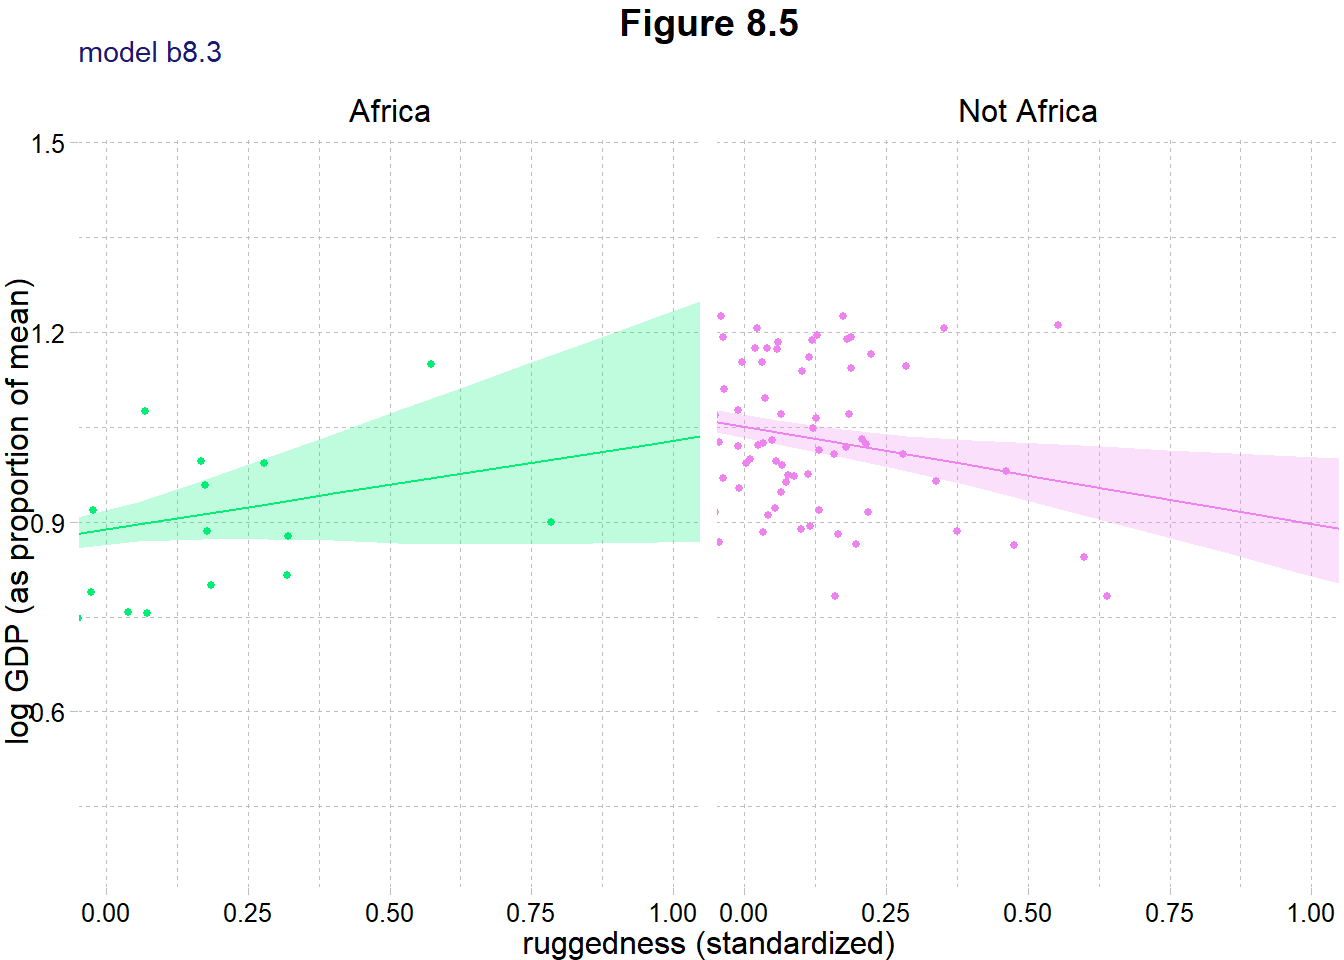 Figure 8.5
model b8.3
Africa
Not Africa
log GDP (as proportion of mean)
1.5
1.2
0.9
0.6
0.00 0.25 0.50 0.75 1.00 0.00 0.25 0.50 0.75 1.00
ruggedness (standardized)